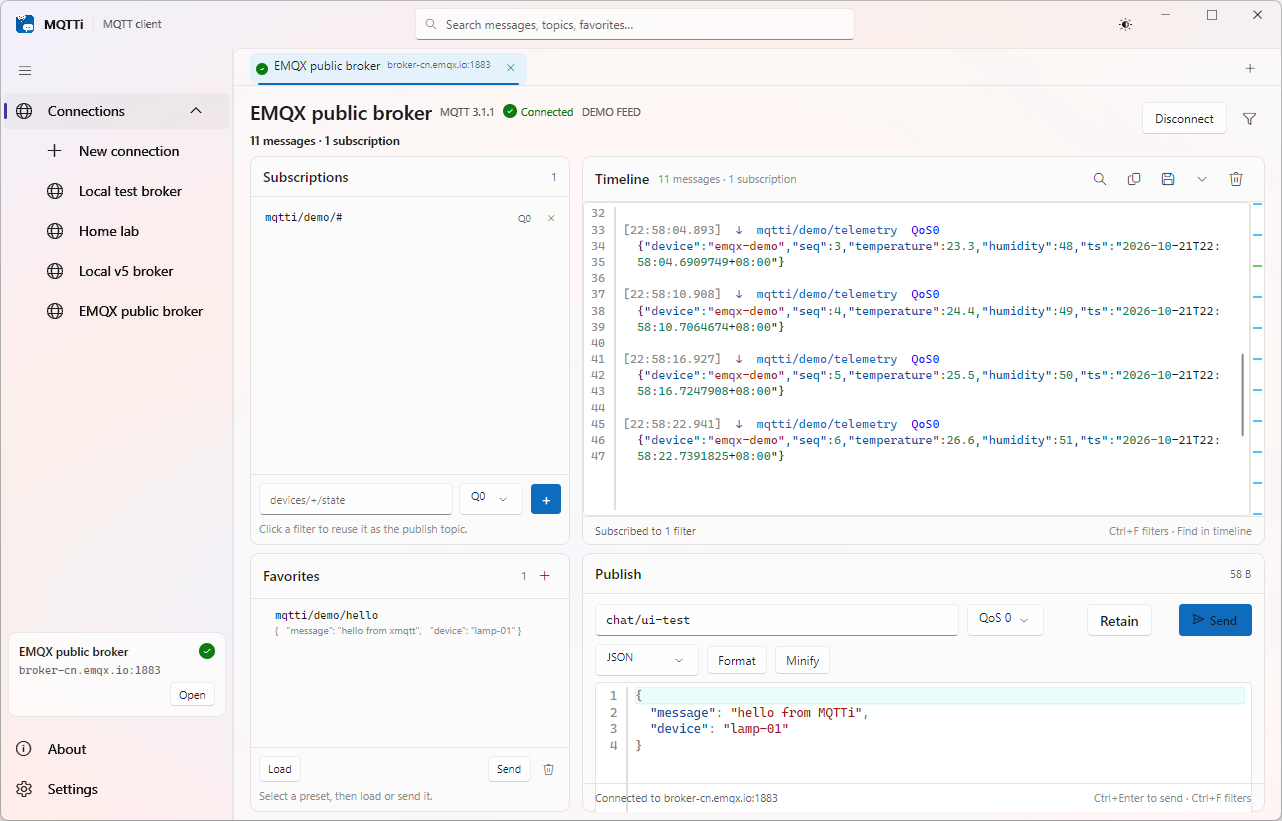 MQTTi MQTT client
Search messages, topics, favorites...
EMQX public broker broker-cn.emqx.io:1883
Connections
New connection
Local test broker
Home lab
Local v5 broker
EMQX public broker
EMQX public broker
broker-cn.emqx.io:1883
Open
About
Settings
EMQX public broker MQTT 3.1.1 Connected DEMO FEED
11 messages · 1 subscription
Disconnect
Subscriptions 1
mqtti/demo/# Q0
devices/+/state Q0 +
Click a filter to reuse it as the publish topic.
Favorites 1
mqtti/demo/hello
{ "message": "hello from xmqtt", "device": "lamp-01" }
Load Send
Select a preset, then load or send it.
Timeline 11 messages · 1 subscription
32
33 [22:58:04.893] ↓ mqtti/demo/telemetry QoS0
34 {"device":"emqx-demo","seq":3,"temperature":23.3,"humidity":48,"ts":"2026-10-21T22:
35 58:04.6909749+08:00"}
36
37 [22:58:10.908] ↓ mqtti/demo/telemetry QoS0
38 {"device":"emqx-demo","seq":4,"temperature":24.4,"humidity":49,"ts":"2026-10-21T22:
39 58:10.7064674+08:00"}
40
41 [22:58:16.927] ↓ mqtti/demo/telemetry QoS0
42 {"device":"emqx-demo","seq":5,"temperature":25.5,"humidity":50,"ts":"2026-10-21T22:
43 58:16.7247908+08:00"}
44
45 [22:58:22.941] ↓ mqtti/demo/telemetry QoS0
46 {"device":"emqx-demo","seq":6,"temperature":26.6,"humidity":51,"ts":"2026-10-21T22:
47 58:22.7391825+08:00"}
Subscribed to 1 filter Ctrl+F filters · Find in timeline
Publish 58 B
chat/ui-test QoS 0 Retain Send
JSON Format Minify
1 {
2 "message": "hello from MQTTi",
3 "device": "lamp-01"
4 }
Connected to broker-cn.emqx.io:1883 Ctrl+Enter to send · Ctrl+F filters